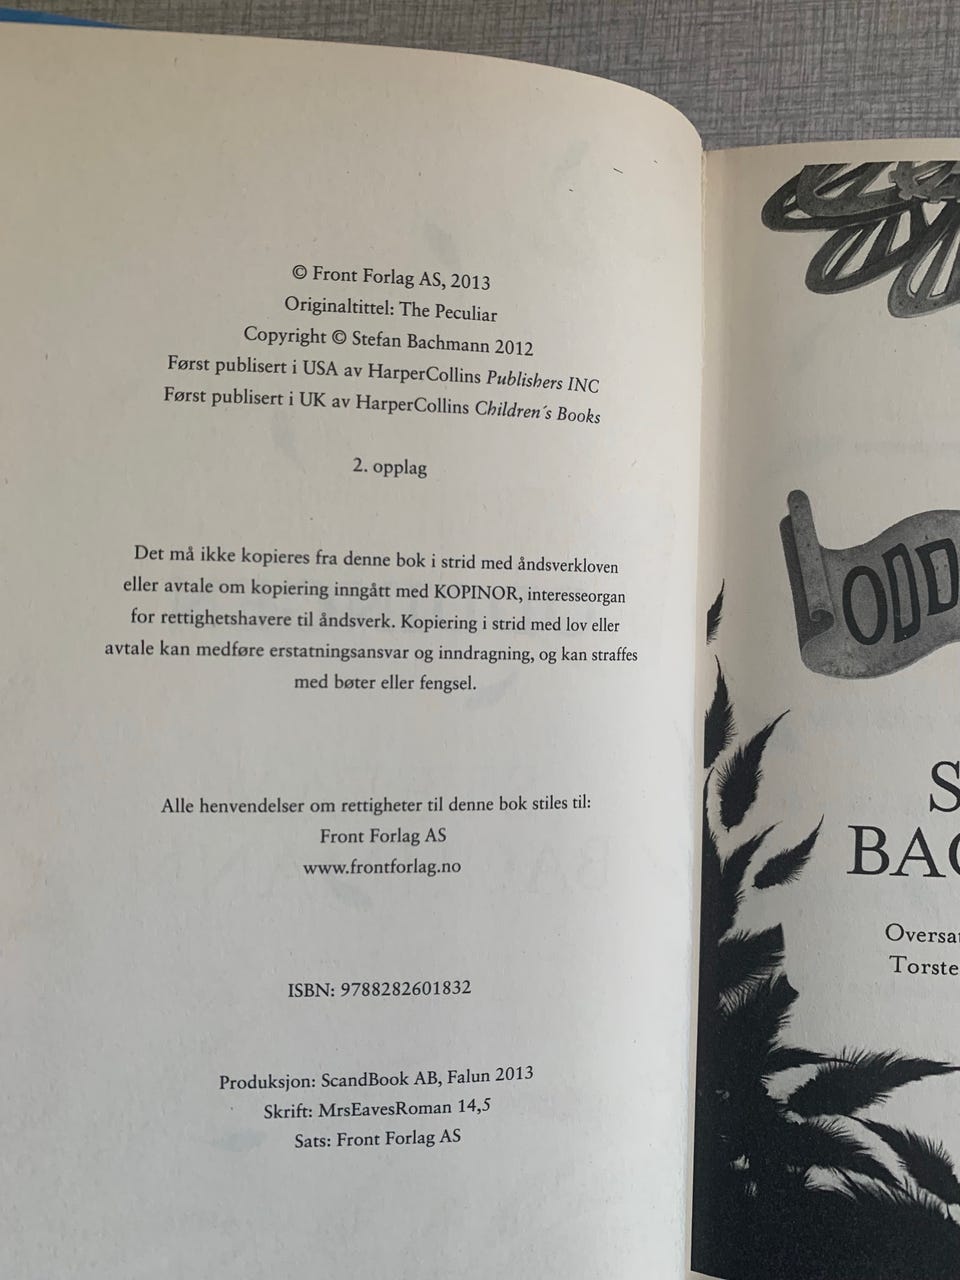 © Front Forlag AS, 2013
Originaltittel: The Peculiar
Copyright © Stefan Bachmann 2012
Først publisert i USA av HarperCollins Publishers INC
Først publisert i UK av HarperCollins Children´s Books
2. opplag
Det må ikke kopieres fra denne bok i strid med åndsverkloven
eller avtale om kopiering inngått med KOPINOR, interesseorgan
for rettighetshavere til åndsverk. Kopiering i strid med lov eller
avtale kan medføre erstatningsansvar og inndragning, og kan straffes
med bøter eller fengsel.
Alle henvendelser om rettigheter til denne bok stiles til:
Front Forlag AS
www.frontforlag.no
ISBN: 9788282601832
Produksjon: ScandBook AB, Falun 2013
Skrift: MrsEavesRoman 14,5
Sats: Front Forlag AS
ODD
S
BAC
Oversa
Torste